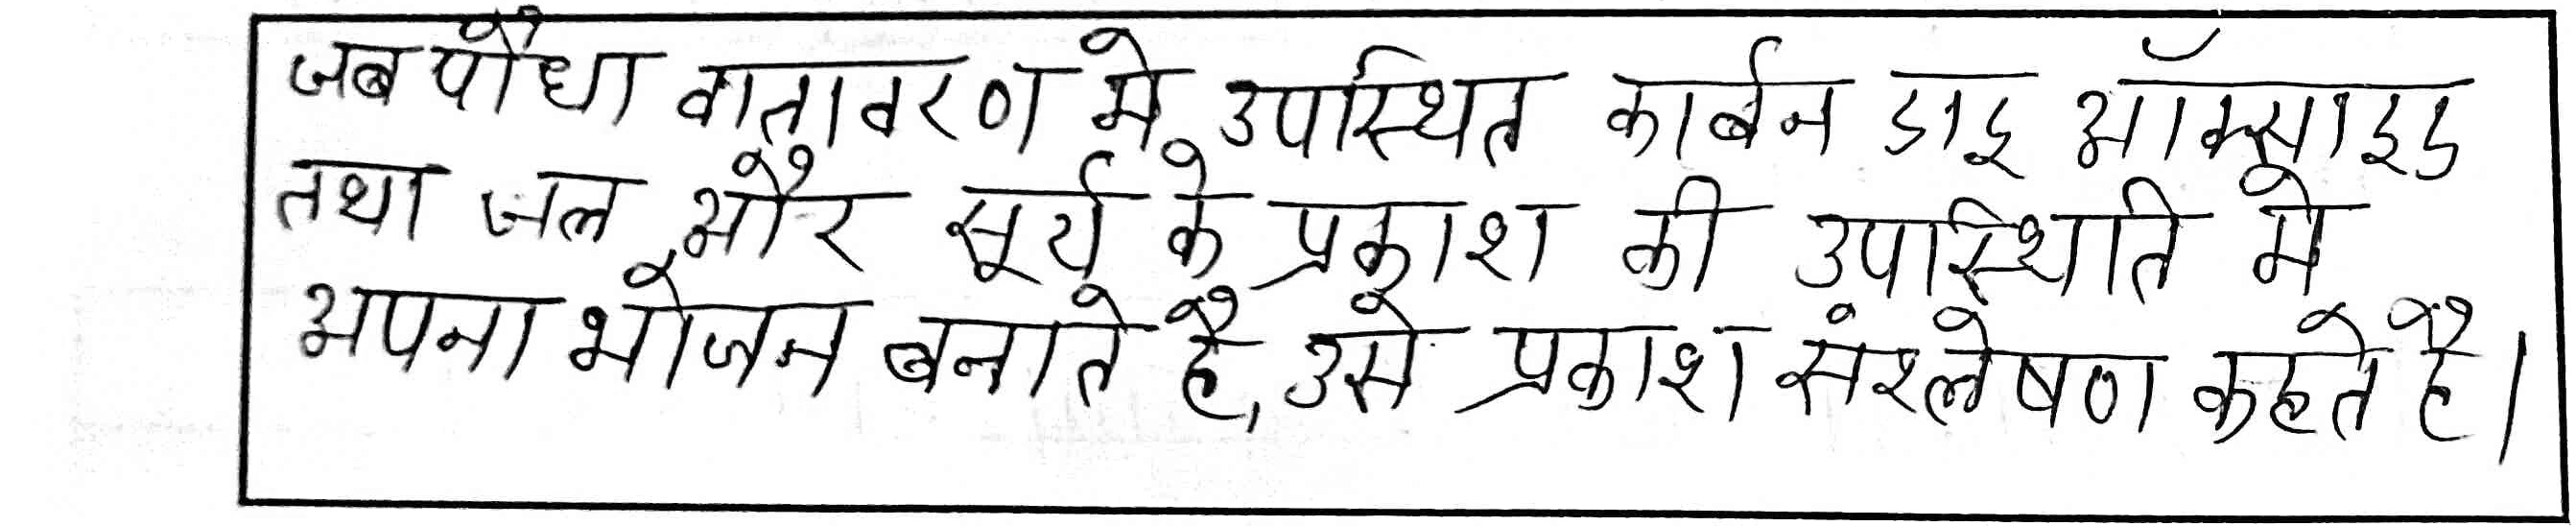 जब पौधा वातावरण मे उपस्थित कार्बन डाइ ऑक्साइड
तथा जल और सूर्य के प्रकाश की उपस्थिति मे
अपना भोजन बनाते है, उसे प्रकाश संश्लेषण कहते है।